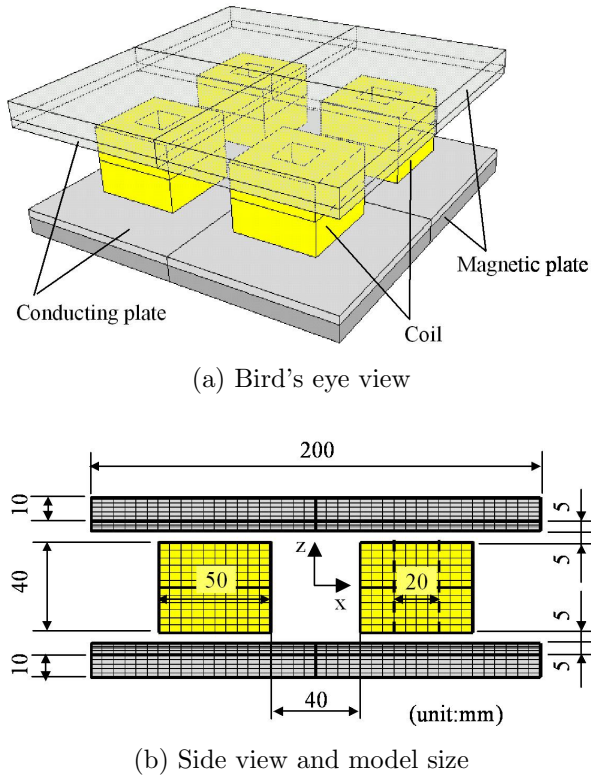 Conducting plate
Magnetic plate
Coil
(a) Bird's eye view
200
10
5
40
50
z
x
20
5
5
10
5
40
(unit:mm)
(b) Side view and model size